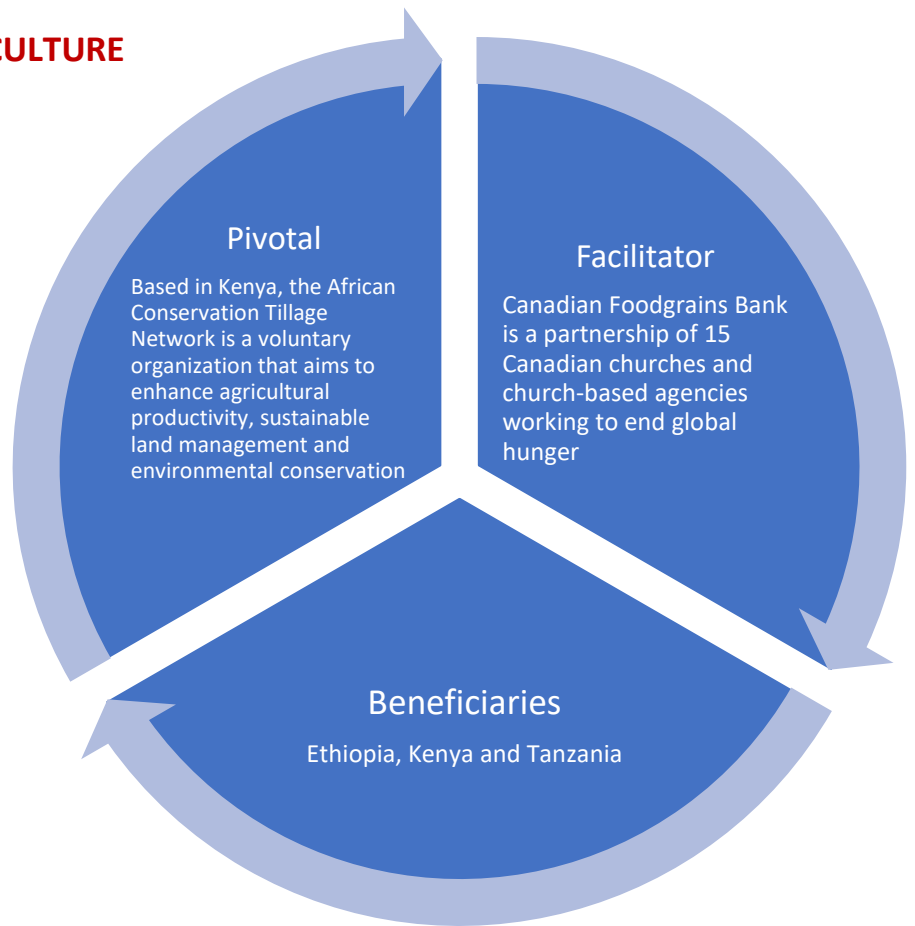 CULTURE
Pivotal
Based in Kenya, the African
Conservation Tillage
Network is a voluntary
organization that aims to
enhance agricultural
productivity, sustainable
land management and
environmental conservation
Facilitator
Canadian Foodgrains Bank
is a partnership of 15
Canadian churches and
church-based agencies
working to end global
hunger
Beneficiaries
Ethiopia, Kenya and Tanzania